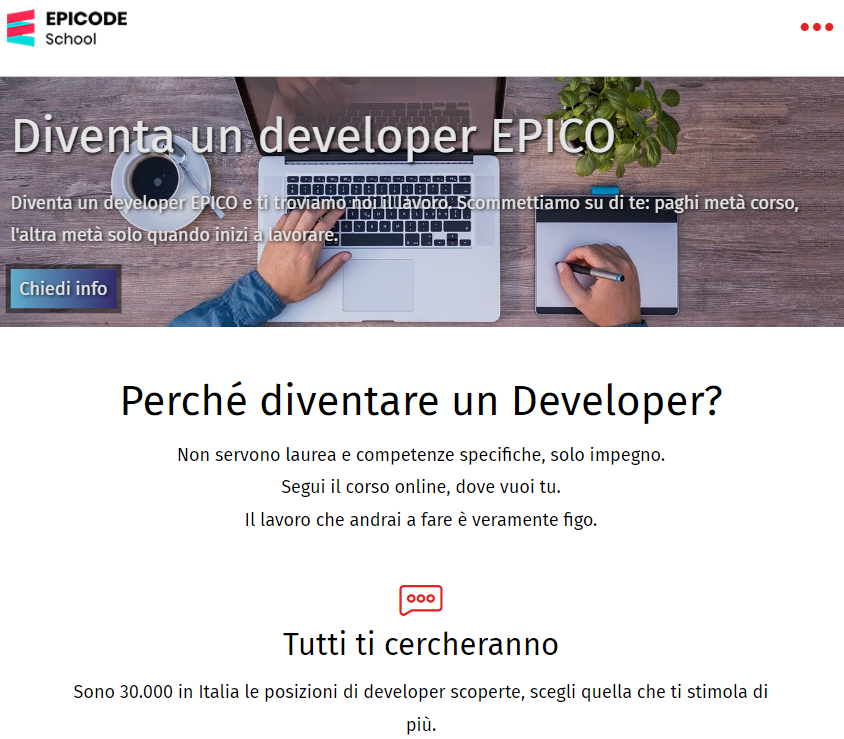 EPICODE
School
Diventa un developer EPICO
Diventa un developer EPICO e ti troviamo noi il lavoro. Scommettiamo su di te: paghi metà corso,
l'altra metà solo quando inizi a lavorare.
Chiedi info
Perché diventare un Developer?
Non servono laurea e competenze specifiche, solo impegno.
Segui il corso online, dove vuoi tu.
Il lavoro che andrai a fare è veramente figo.
Tutti ti cercheranno
Sono 30.000 in Italia le posizioni di developer scoperte, scegli quella che ti stimola di
più.